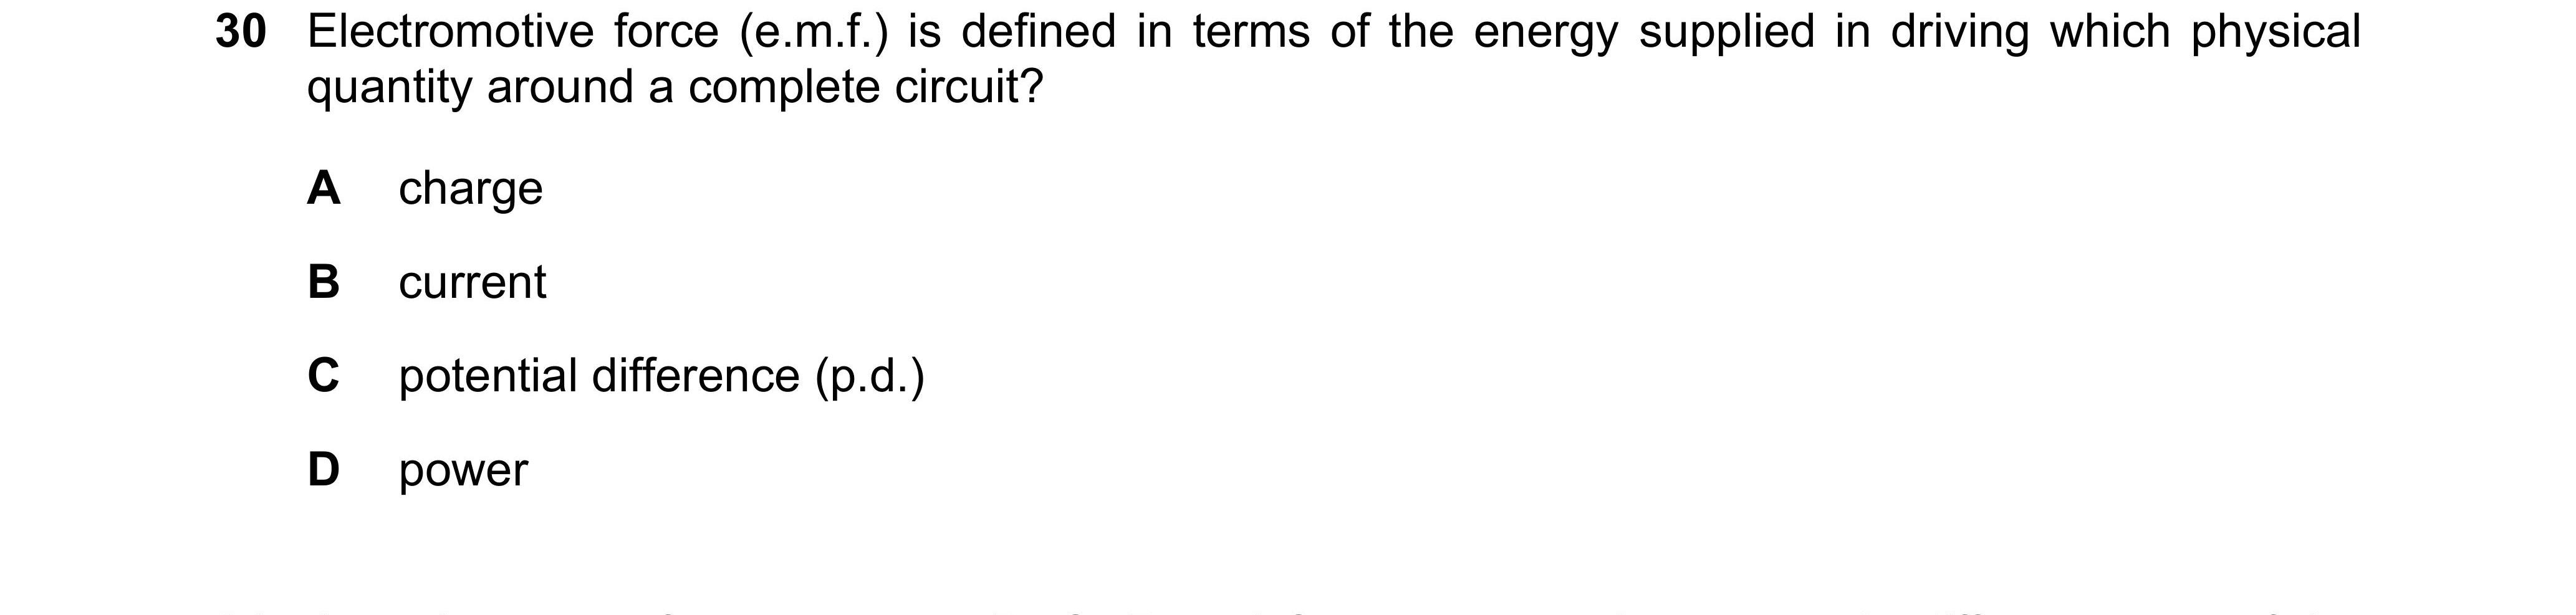 30 Electromotive force (e.m.f.) is defined in terms of the energy supplied in driving which physical
quantity around a complete circuit?
A charge
B current
C potential difference (p.d.)
D power